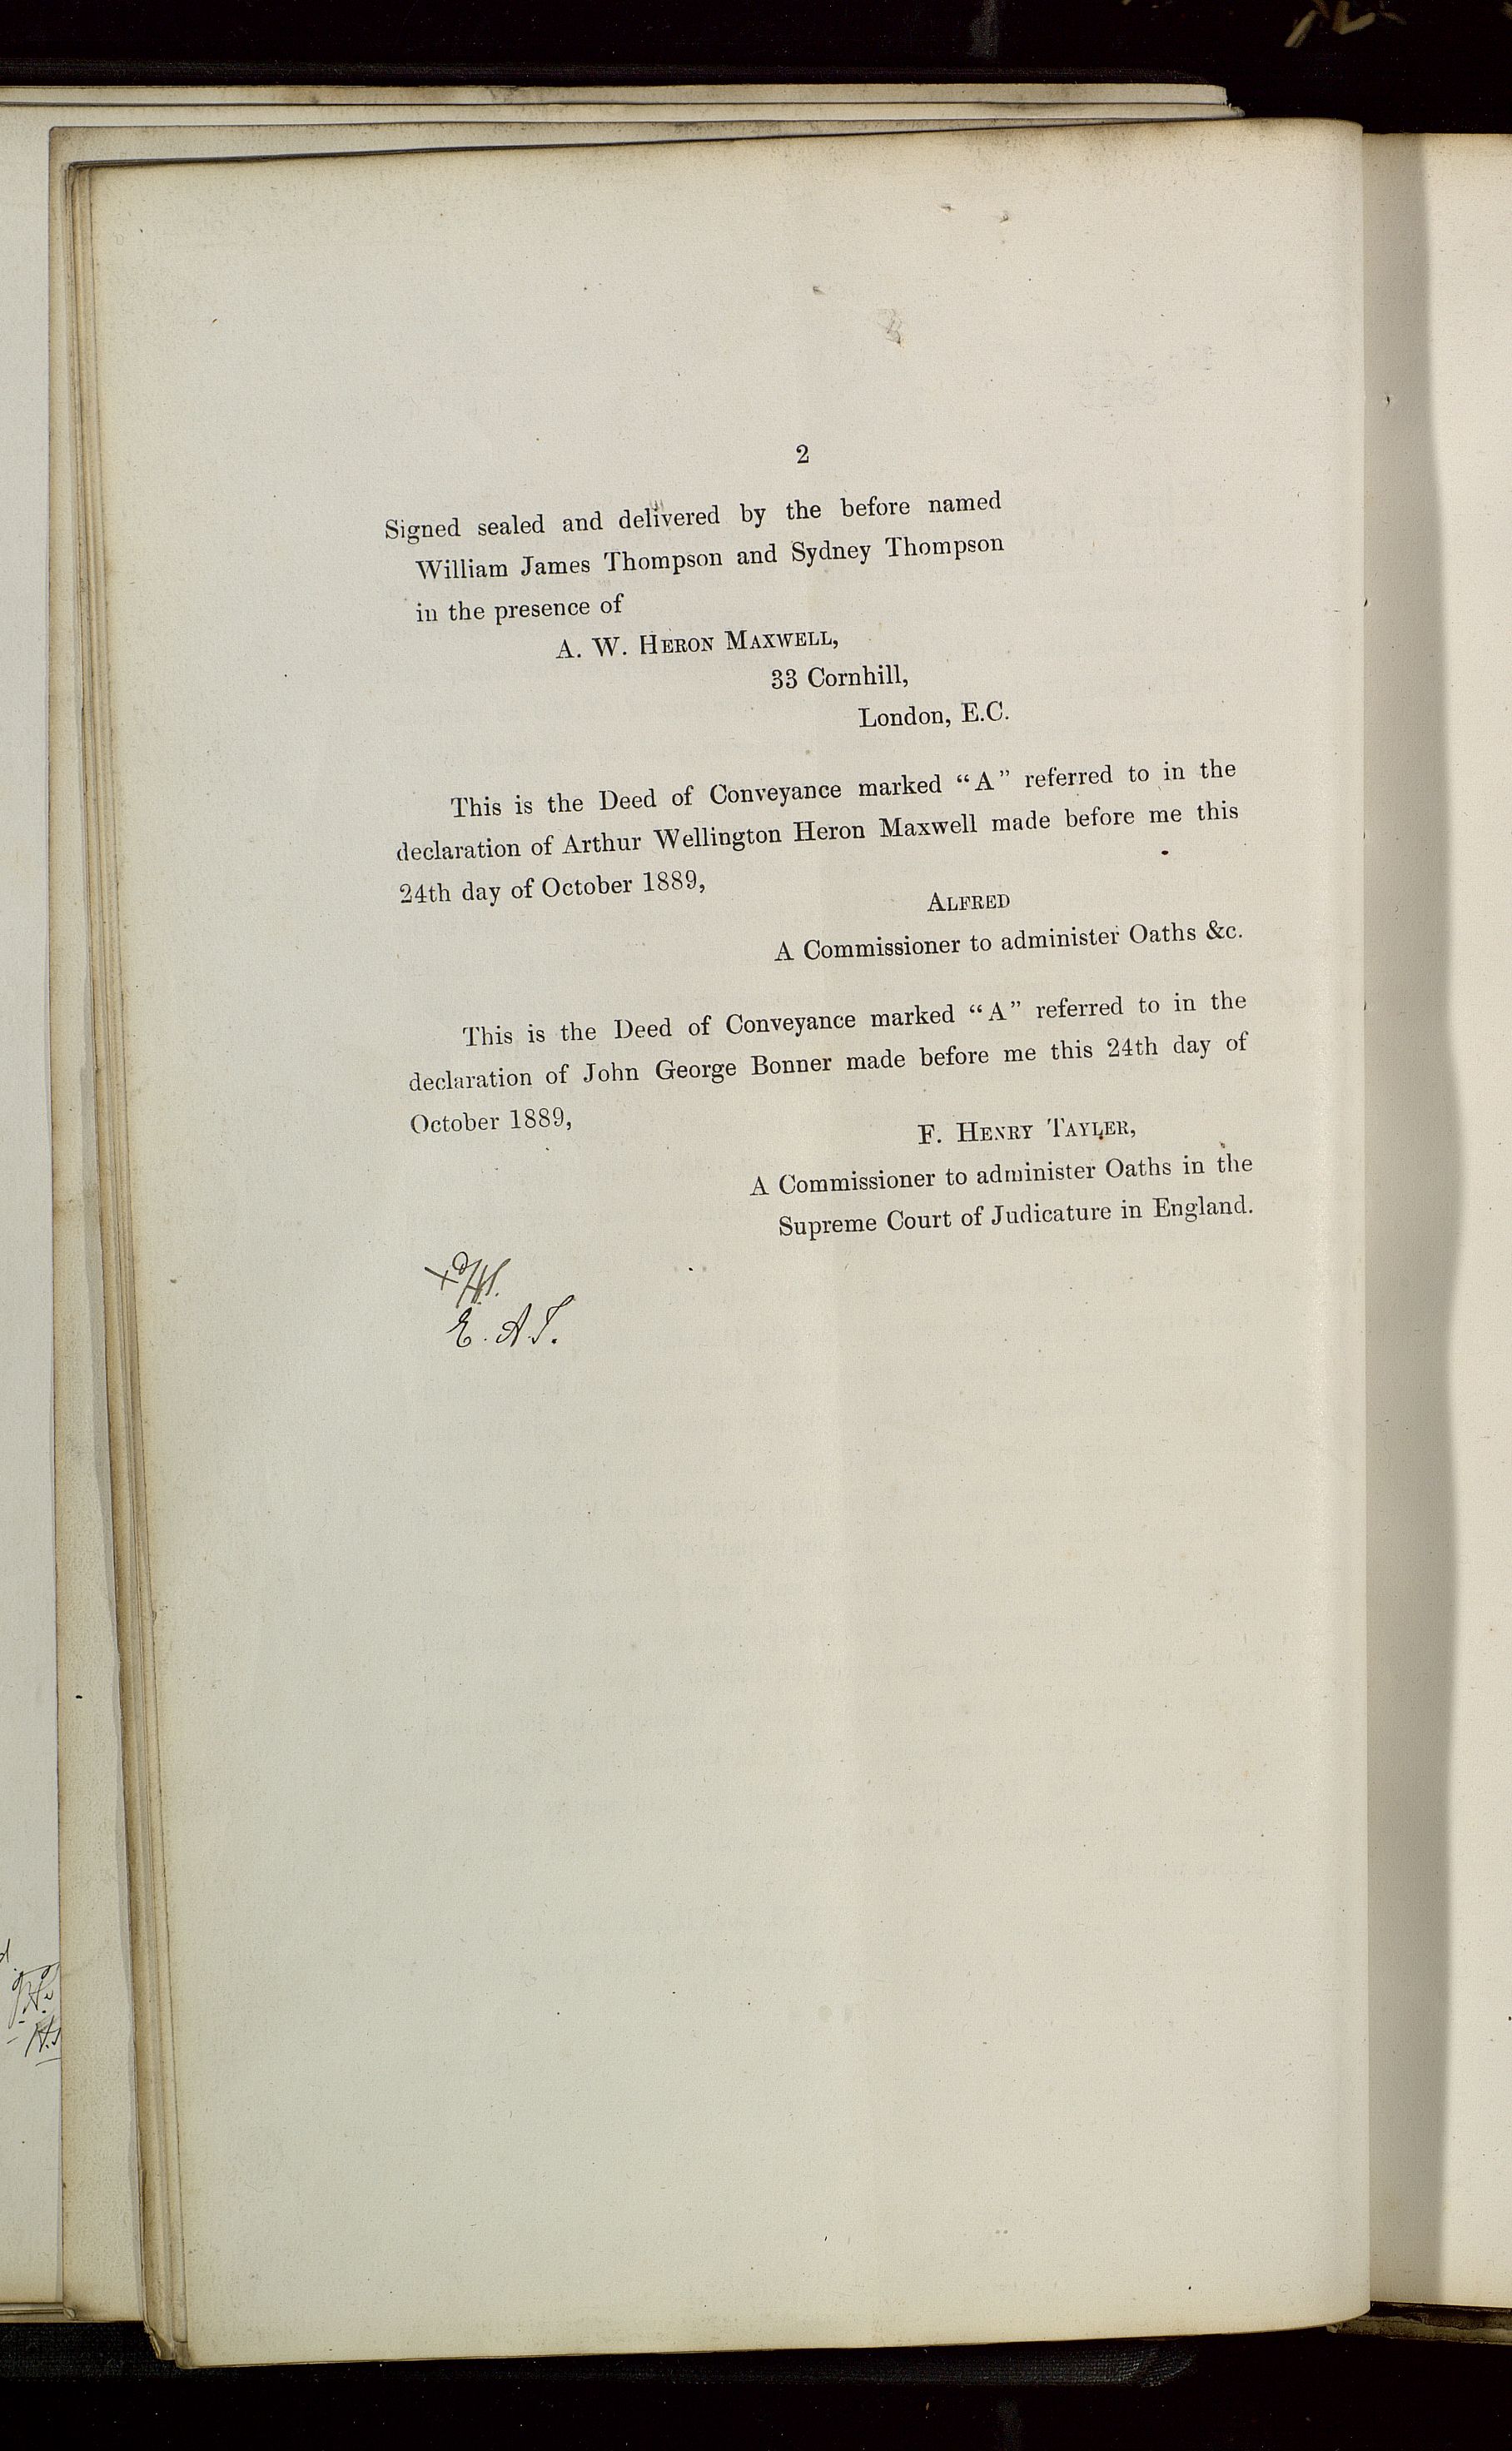 2
Signed sealed and delivered by the before named
William James Thompson and Sydney Thompson
in the presence of
A. W. HERON MAXWELL,
33 Cornhill,
London, E.C.
This is the Deed of Conveyance marked “A” referred to in the
declaration of Arthur Wellington Heron Maxwell made before me this
24th day of October 1889,
ALFRED
A Commissioner to administer Oaths &c.
This is the Deed of Conveyance marked “A” referred to in the
declaration of John George Bonner made before me this 24th day of
October 1889,
F. HENRY TAYLER,
A Commissioner to administer Oaths in the
Supreme Court of Judicature in England.
E. A. T.